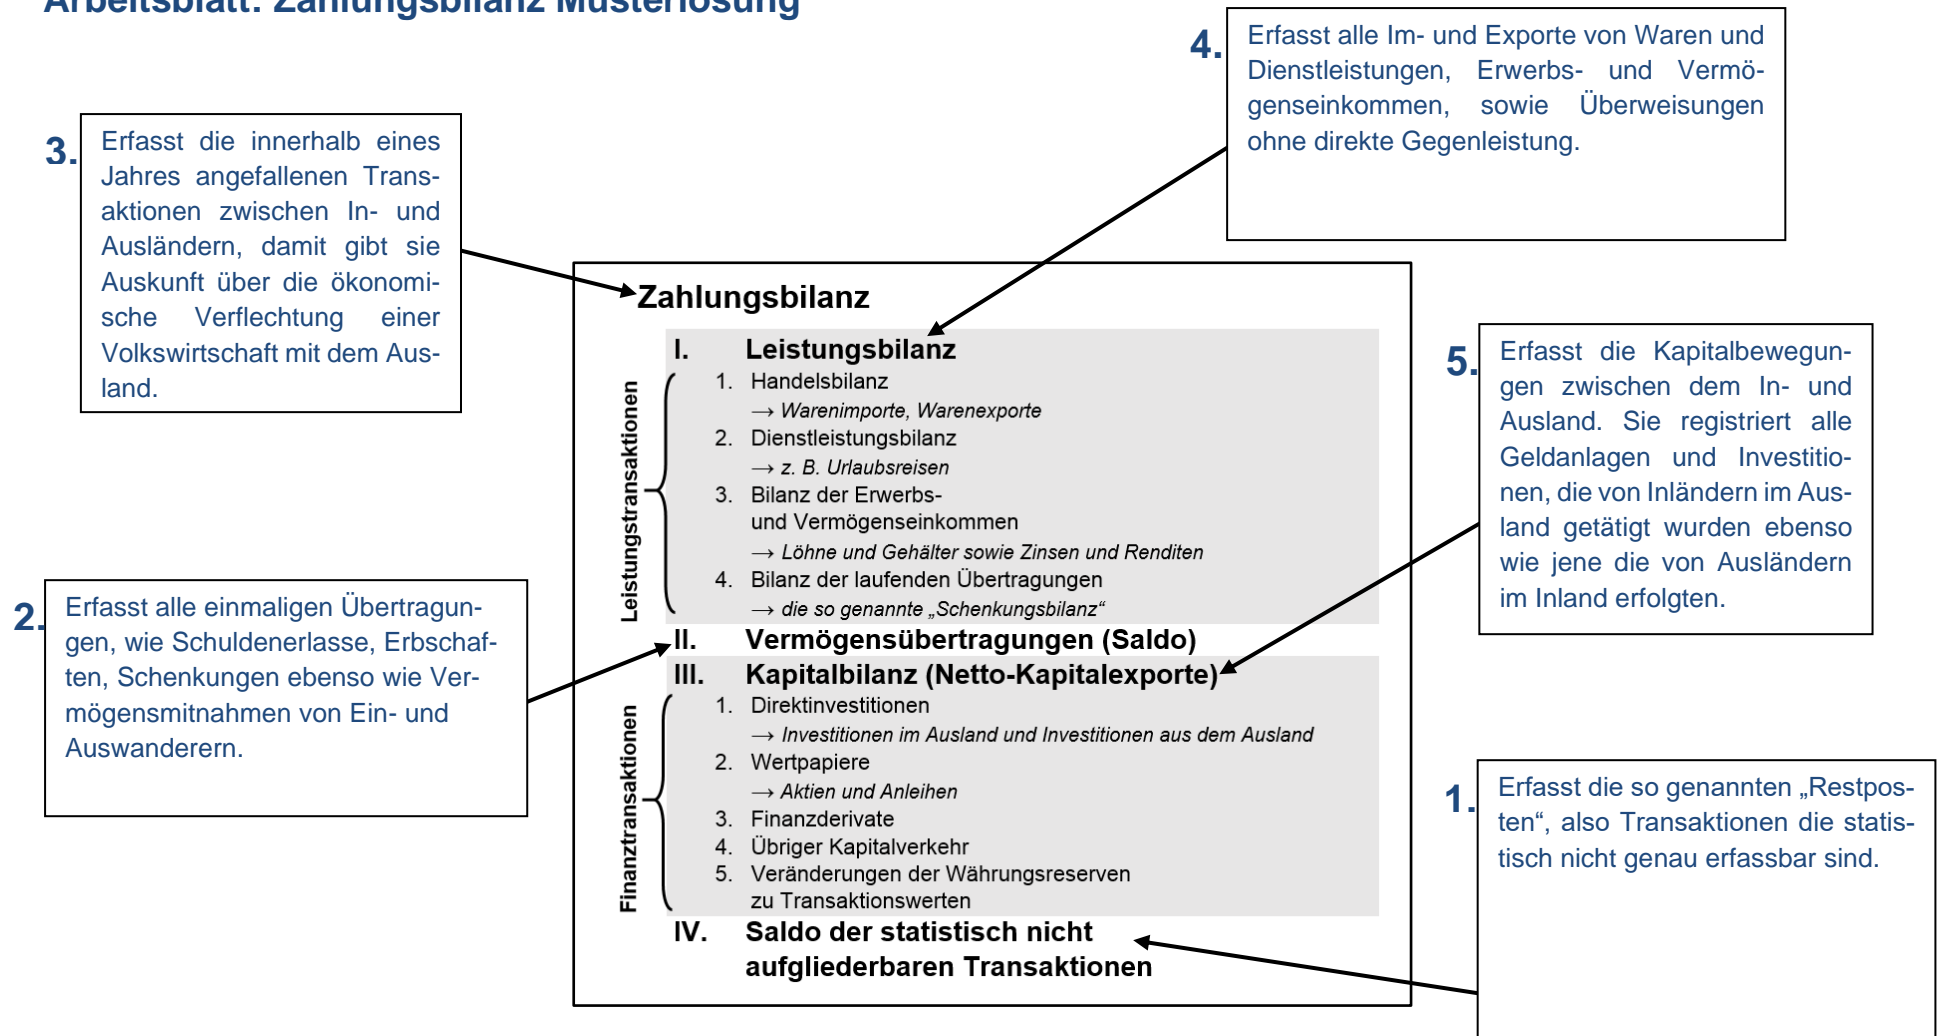 Arbeitsblatt: Zahlungsbilanz Musterlösung
4.
Erfasst alle Im- und Exporte von Waren und
Dienstleistungen, Erwerbs- und Vermö-
genseinkommen, sowie Überweisungen
ohne direkte Gegenleistung.
3.
Erfasst die innerhalb eines
Jahres angefallenen Trans-
aktionen zwischen In- und
Ausländern, damit gibt sie
Auskunft über die ökonomi-
sche Verflechtung einer
Volkswirtschaft mit dem Aus-
land.
Zahlungsbilanz
I. Leistungsbilanz
Leistungstransaktionen
1. Handelsbilanz
→ Warenimporte, Warenexporte
2. Dienstleistungsbilanz
→ z. B. Urlaubsreisen
3. Bilanz der Erwerbs-
und Vermögenseinkommen
→ Löhne und Gehälter sowie Zinsen und Renditen
4. Bilanz der laufenden Übertragungen
→ die so genannte „Schenkungsbilanz“
II. Vermögensübertragungen (Saldo)
III. Kapitalbilanz (Netto-Kapitalexporte)
Finanztransaktionen
1. Direktinvestitionen
→ Investitionen im Ausland und Investitionen aus dem Ausland
2. Wertpapiere
→ Aktien und Anleihen
3. Finanzderivate
4. Übriger Kapitalverkehr
5. Veränderungen der Währungsreserven
zu Transaktionswerten
IV. Saldo der statistisch nicht
aufgliederbaren Transaktionen
5.
Erfasst die Kapitalbewegun-
gen zwischen dem In- und
Ausland. Sie registriert alle
Geldanlagen und Investitio-
nen, die von Inländern im Aus-
land getätigt wurden ebenso
wie jene die von Ausländern
im Inland erfolgten.
2.
Erfasst alle einmaligen Übertragun-
gen, wie Schuldenerlasse, Erbschaf-
ten, Schenkungen ebenso wie Ver-
mögensmitnahmen von Ein- und
Auswanderern.
1.
Erfasst die so genannten „Restpos-
ten“, also Transaktionen die statis-
tisch nicht genau erfassbar sind.